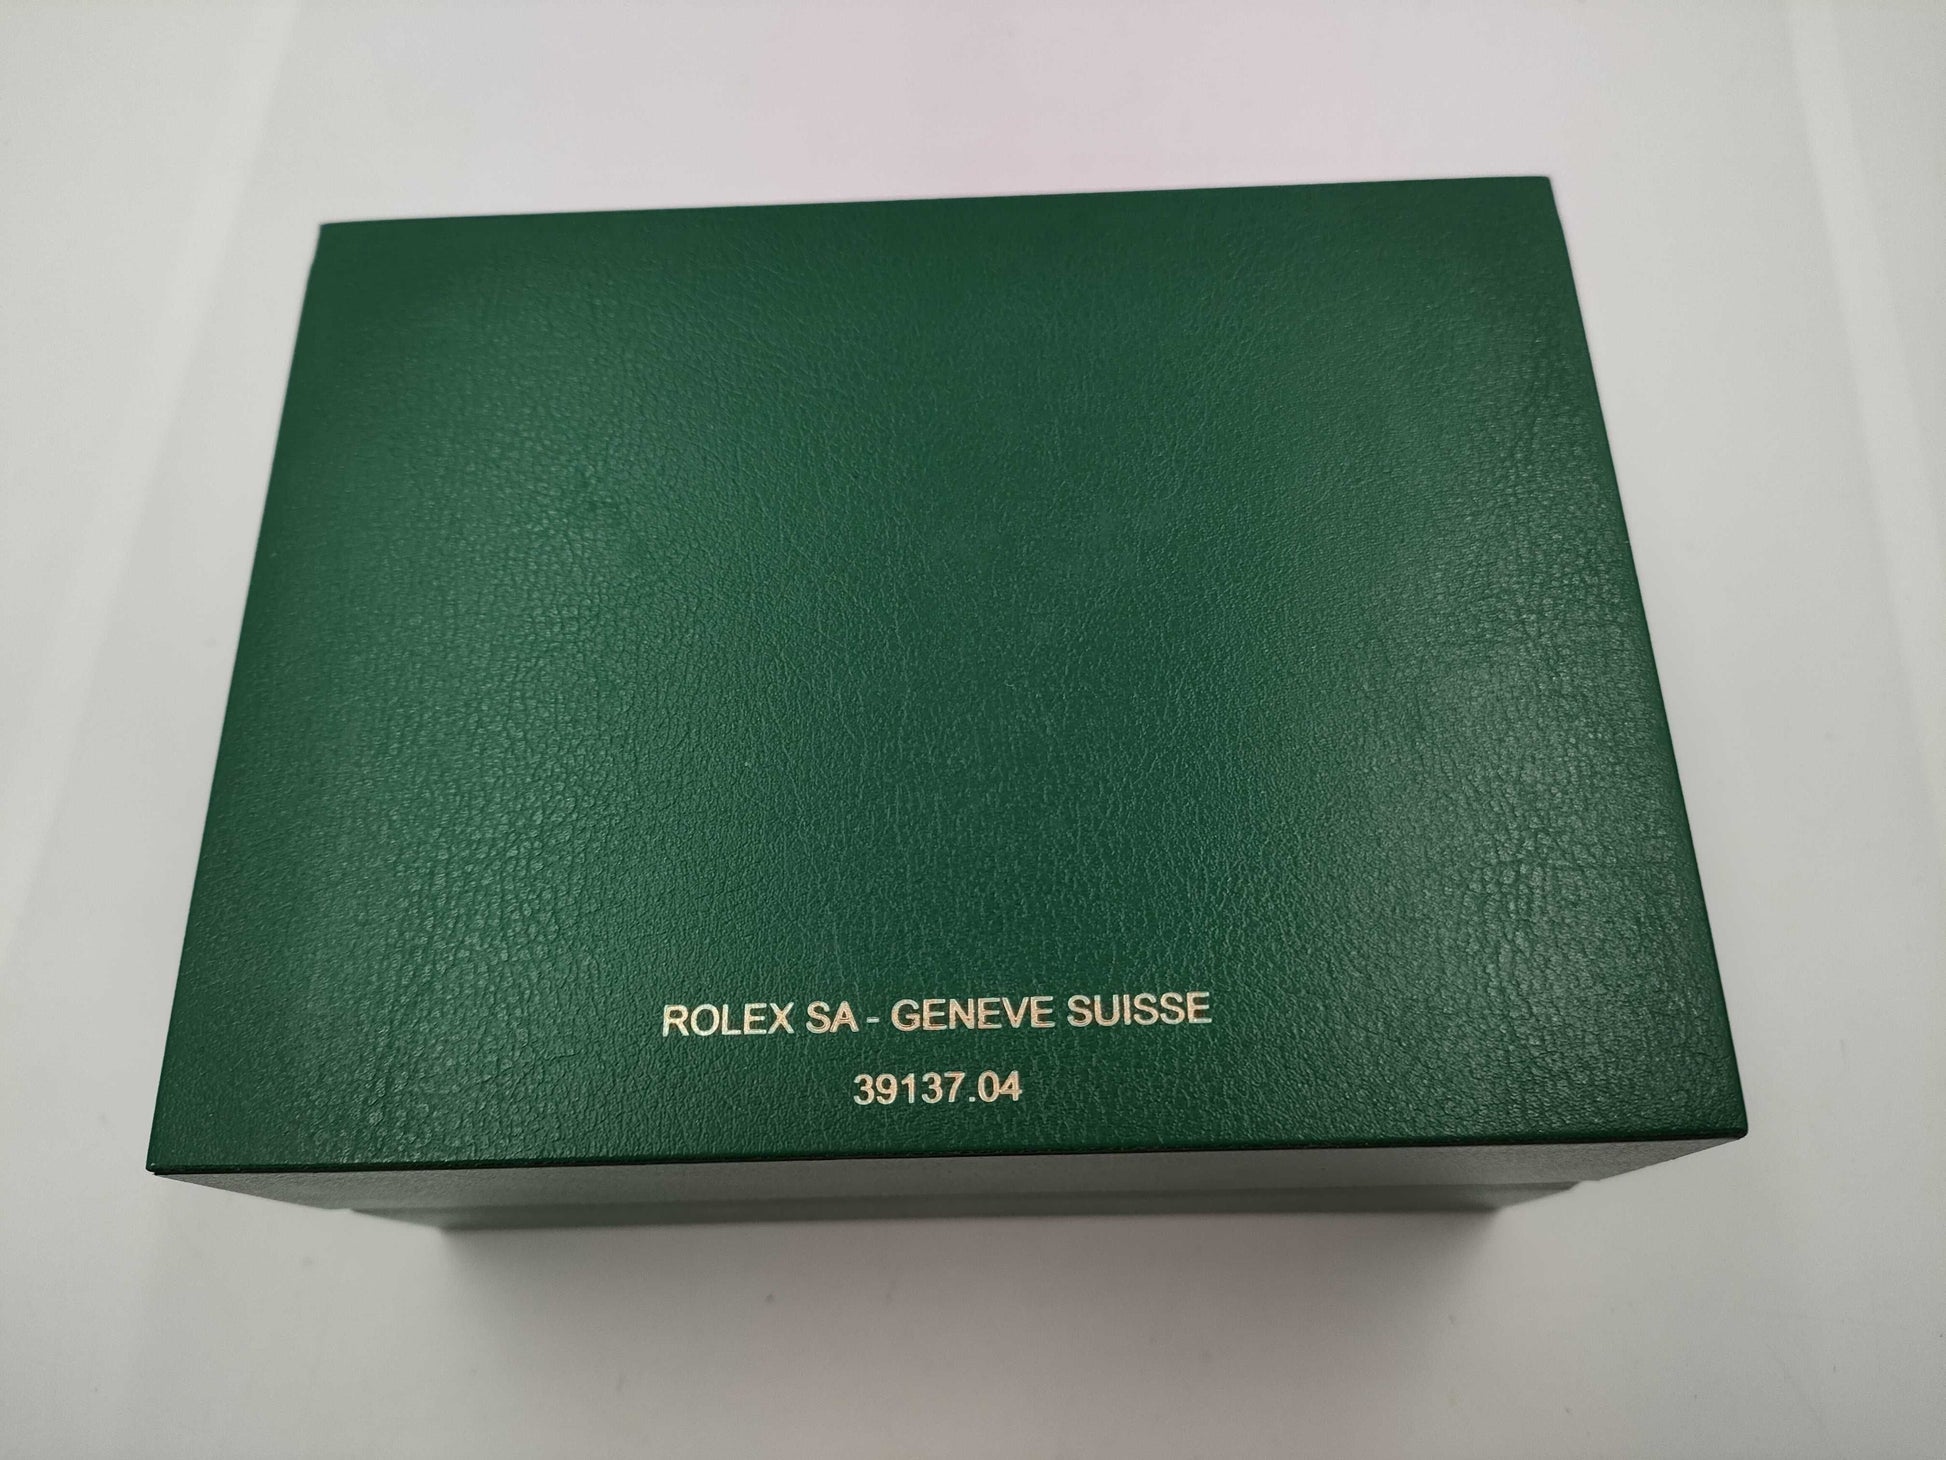 ROLEX SA - GENEVE SUISSE
39137.04